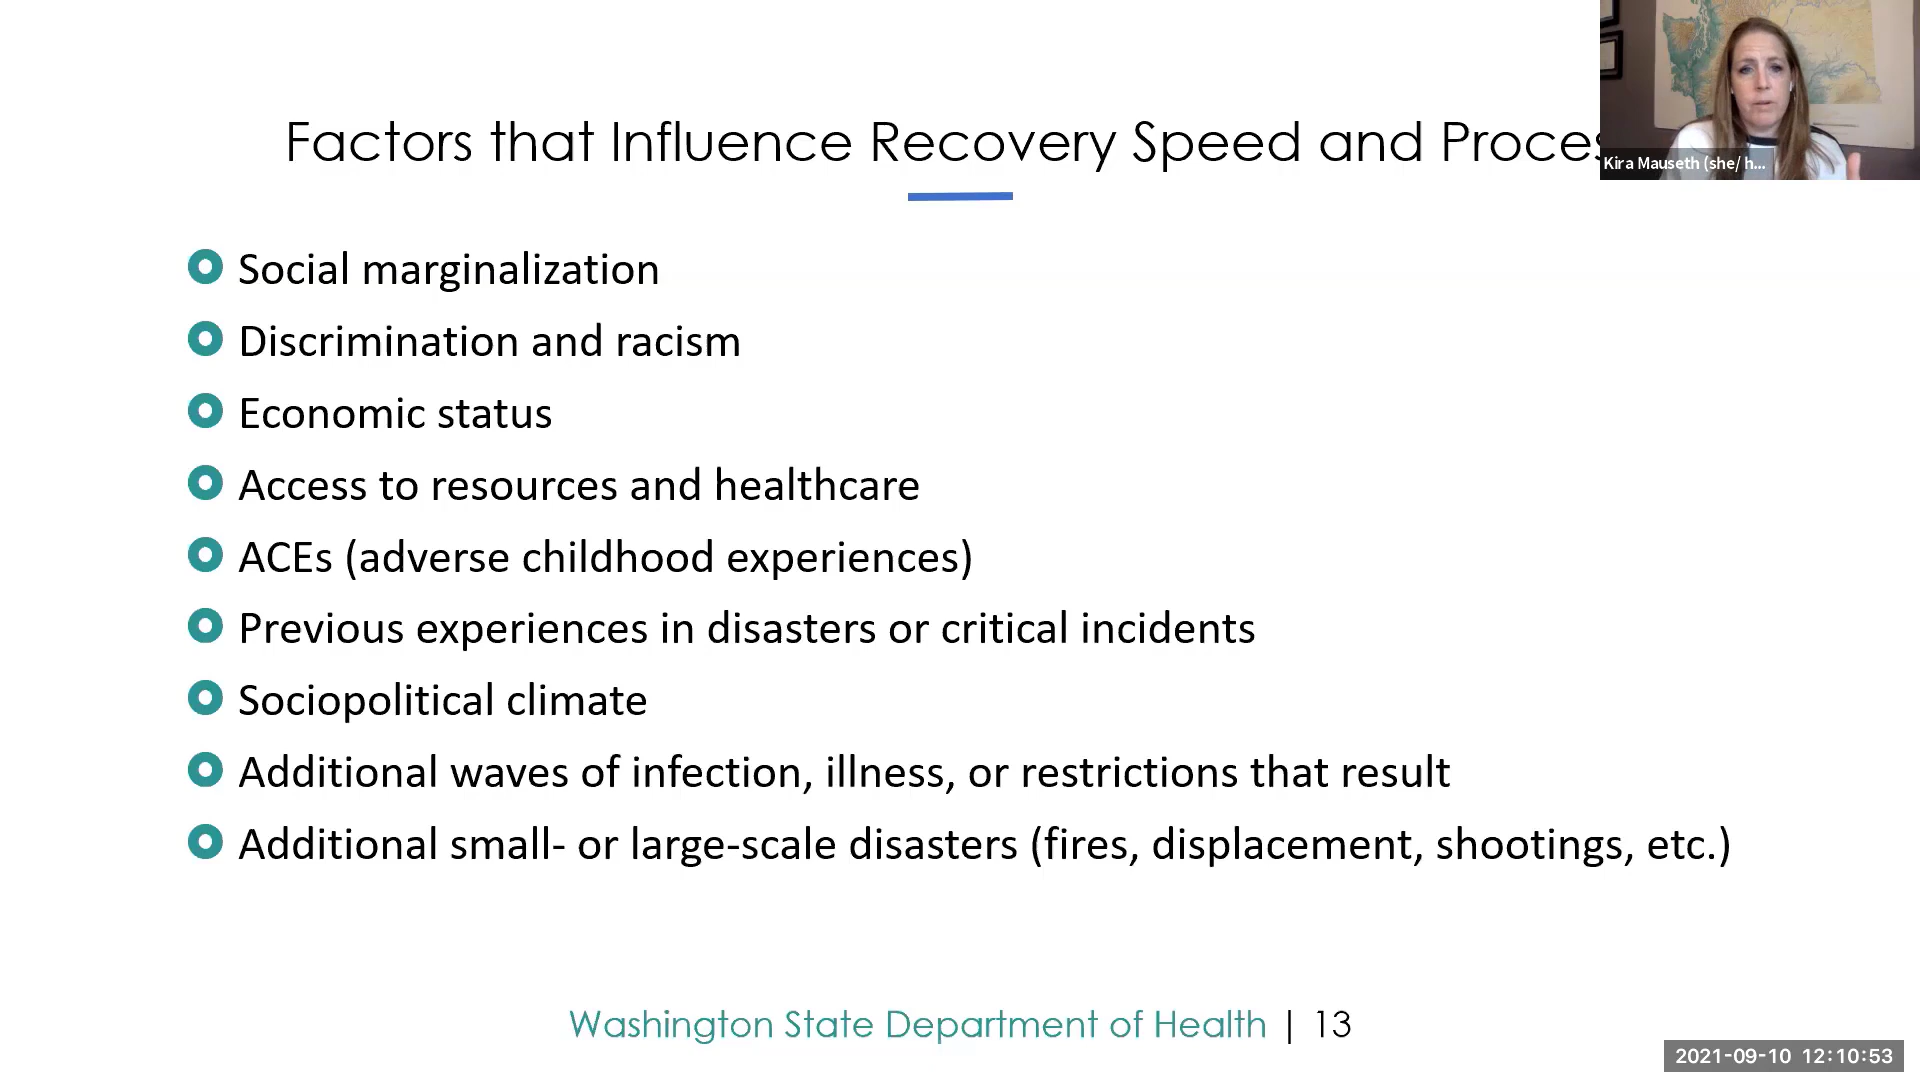 Factors that Influence Recovery Speed and Proces
Kira Mauseth (she/ h...
Social marginalization
Discrimination and racism
Economic status
Access to resources and healthcare
ACEs (adverse childhood experiences)
Previous experiences in disasters or critical incidents
Sociopolitical climate
Additional waves of infection, illness, or restrictions that result
Additional small- or large-scale disasters (fires, displacement, shootings, etc.)
Washington State Department of Health | 13
2021-09-10 12:10:53